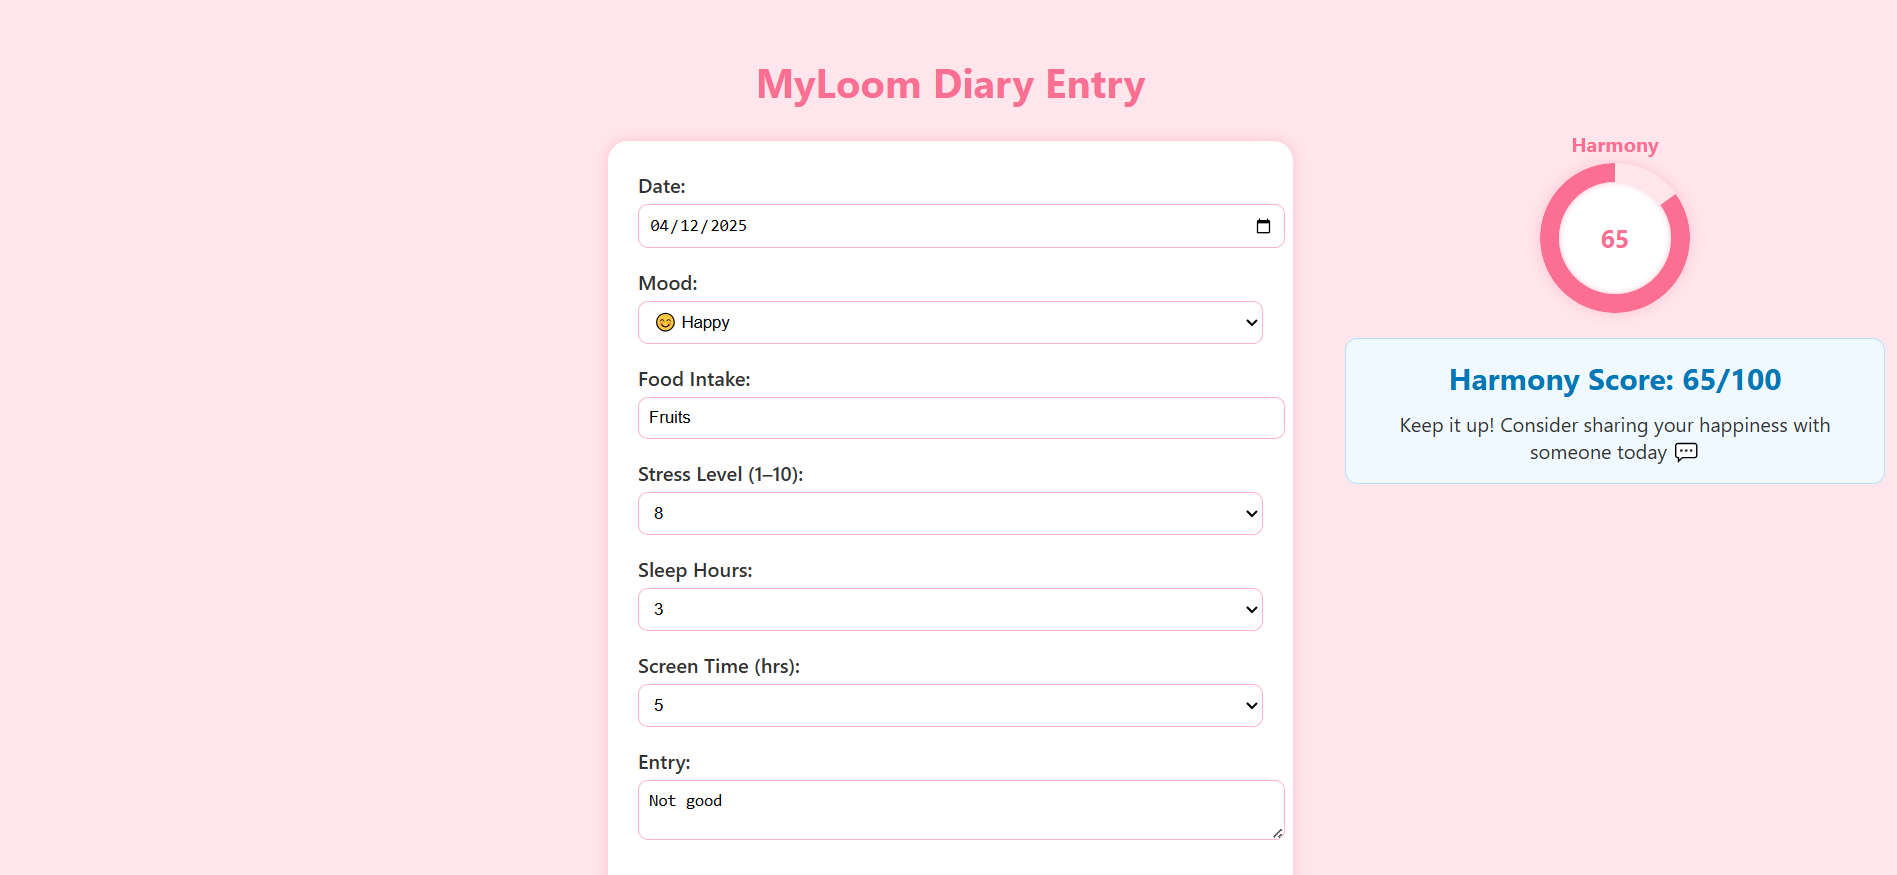 MyLoom Diary Entry
Date:
04/12/2025
Mood:
😊 Happy
Food Intake:
Fruits
Stress Level (1–10):
8
Sleep Hours:
3
Screen Time (hrs):
5
Entry:
Not good
Harmony
65
Harmony Score: 65/100
Keep it up! Consider sharing your happiness with
someone today 💬